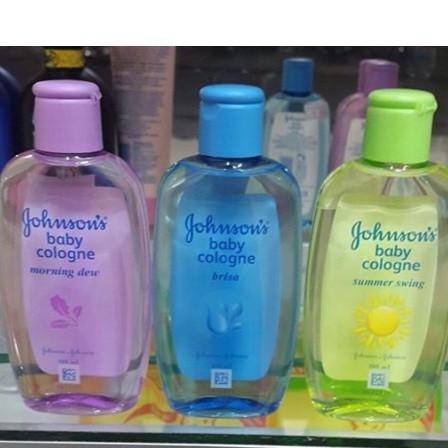 Johnson's
baby
cologne
morning dew
Johnson's
baby
cologne
brisa
Johnson's
baby
cologne
summer swing